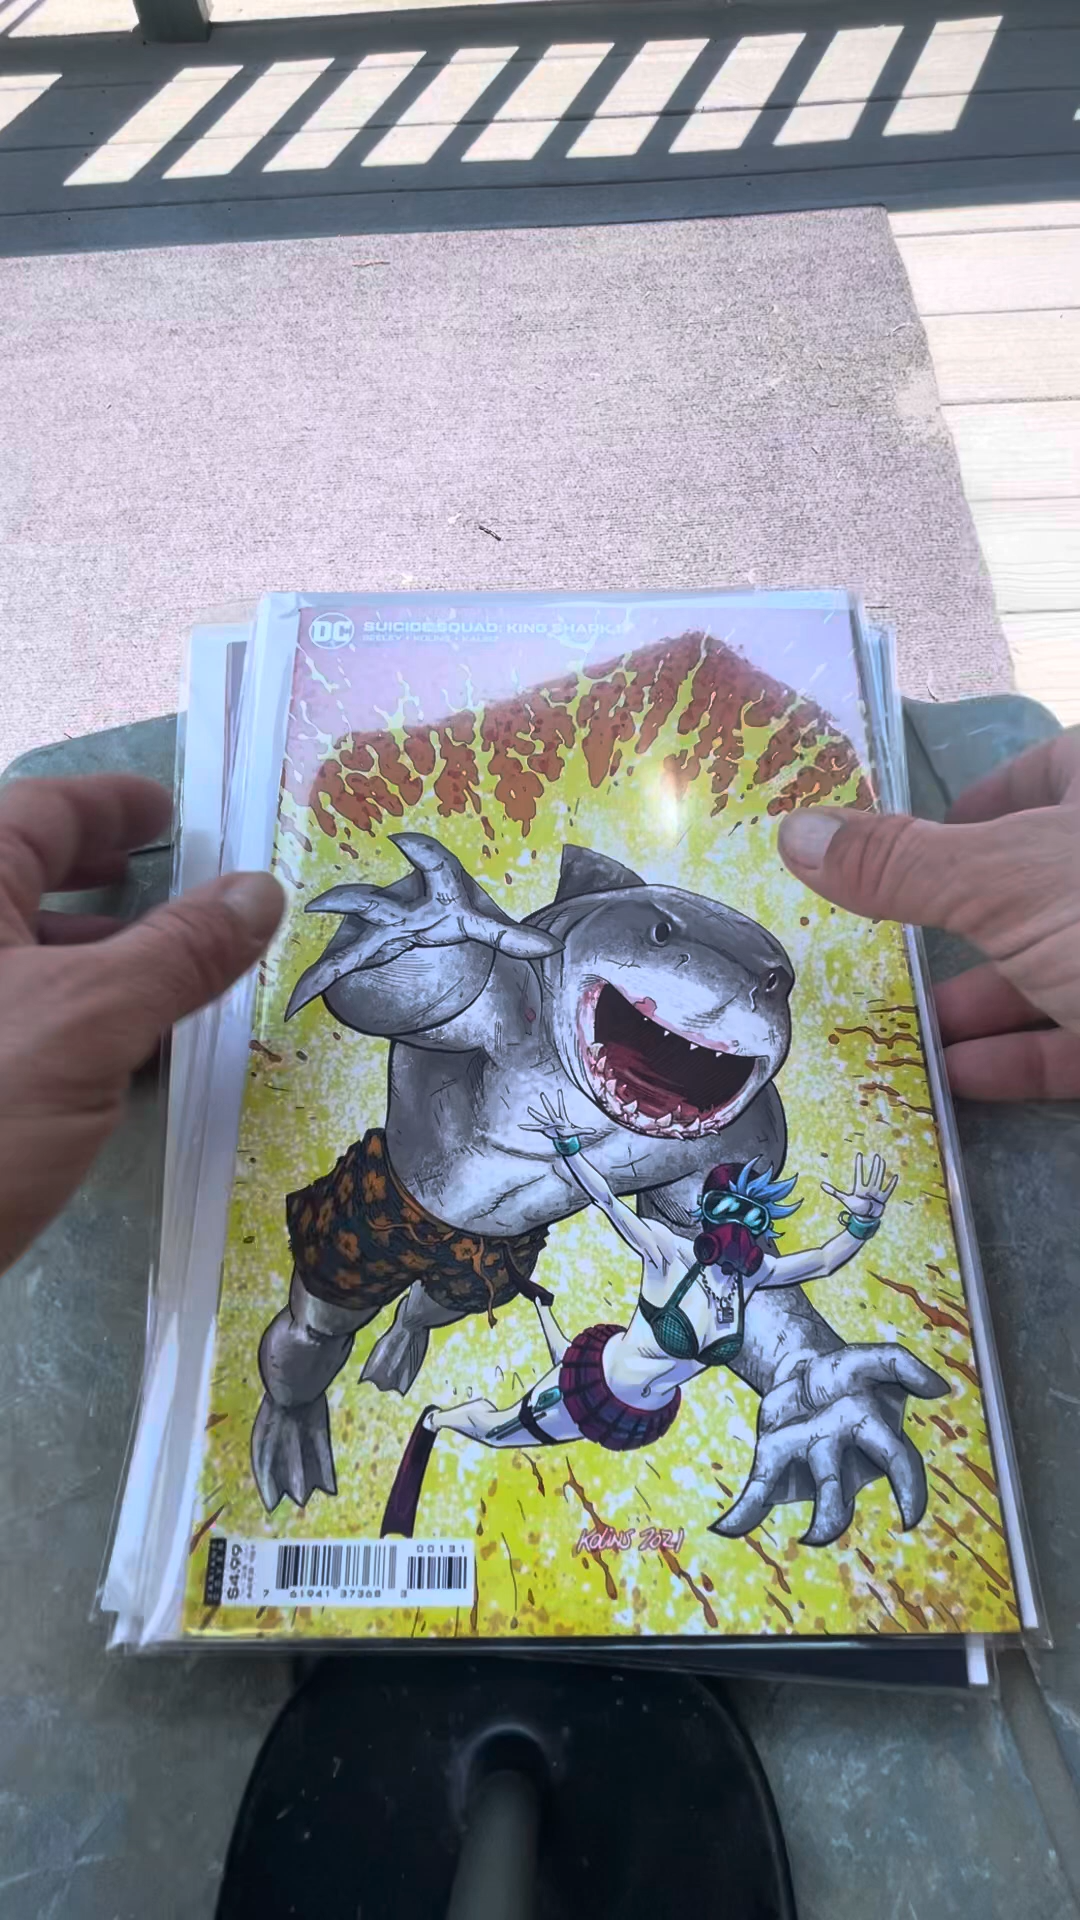 DC
SUICIDE SQUAD: KING SHARK 1
SEELEY • KOLINS • KALISZ
KOLINS 2021
$4.99
00131
7 61941 37368 3